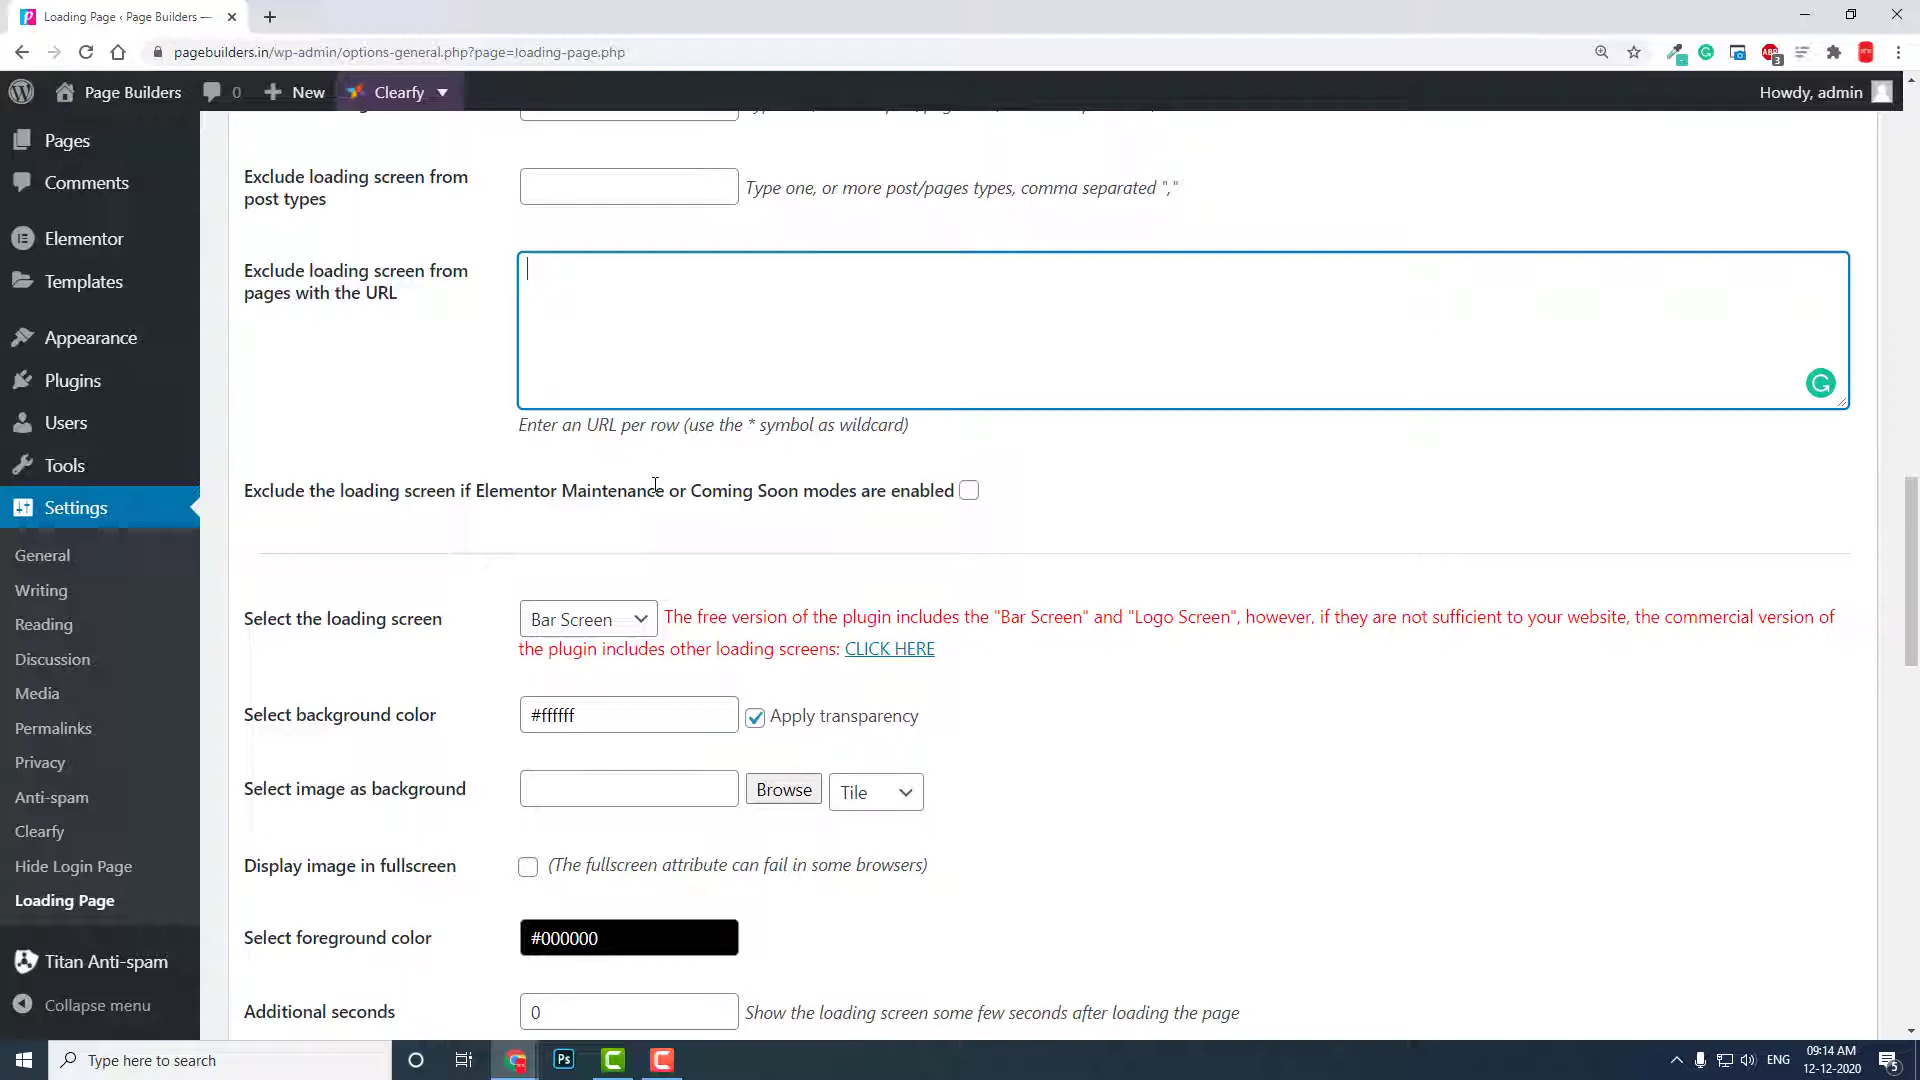 Loading Page ‹ Page Builders —
pagebuilders.in/wp-admin/options-general.php?page=loading-page.php
Page Builders
0
New
Clearfy
Howdy, admin
Pages
Comments
Elementor
Templates
Appearance
Plugins
Users
Tools
Settings
General
Writing
Reading
Discussion
Media
Permalinks
Privacy
Anti-spam
Clearfy
Hide Login Page
Loading Page
Titan Anti-spam
Collapse menu
Exclude loading screen from
post types
Type one, or more post/pages types, comma separated ","
Exclude loading screen from
pages with the URL
Enter an URL per row (use the * symbol as wildcard)
Exclude the loading screen if Elementor Maintenance or Coming Soon modes are enabled
Select the loading screen
Bar Screen
The free version of the plugin includes the "Bar Screen" and "Logo Screen", however, if they are not sufficient to your website, the commercial version of
the plugin includes other loading screens: CLICK HERE
Select background color
#ffffff
Apply transparency
Select image as background
Browse
Tile
Display image in fullscreen
(The fullscreen attribute can fail in some browsers)
Select foreground color
#000000
Additional seconds
0
Show the loading screen some few seconds after loading the page
Type here to search
Ps
ENG
09:14 AM
12-12-2020
5